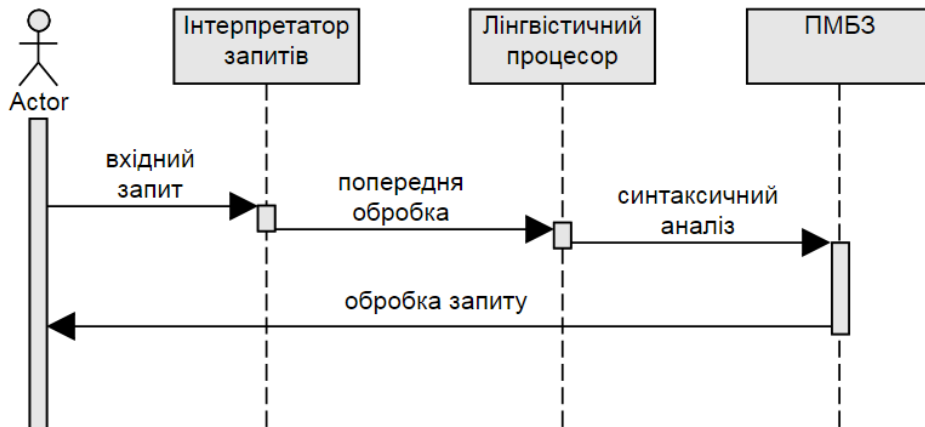 Інтерпретатор
запитів
Лінгвістичний
процесор
ПМБЗ
Actor
вхідний
запит
попередня
обробка
синтаксичний
аналіз
обробка запиту